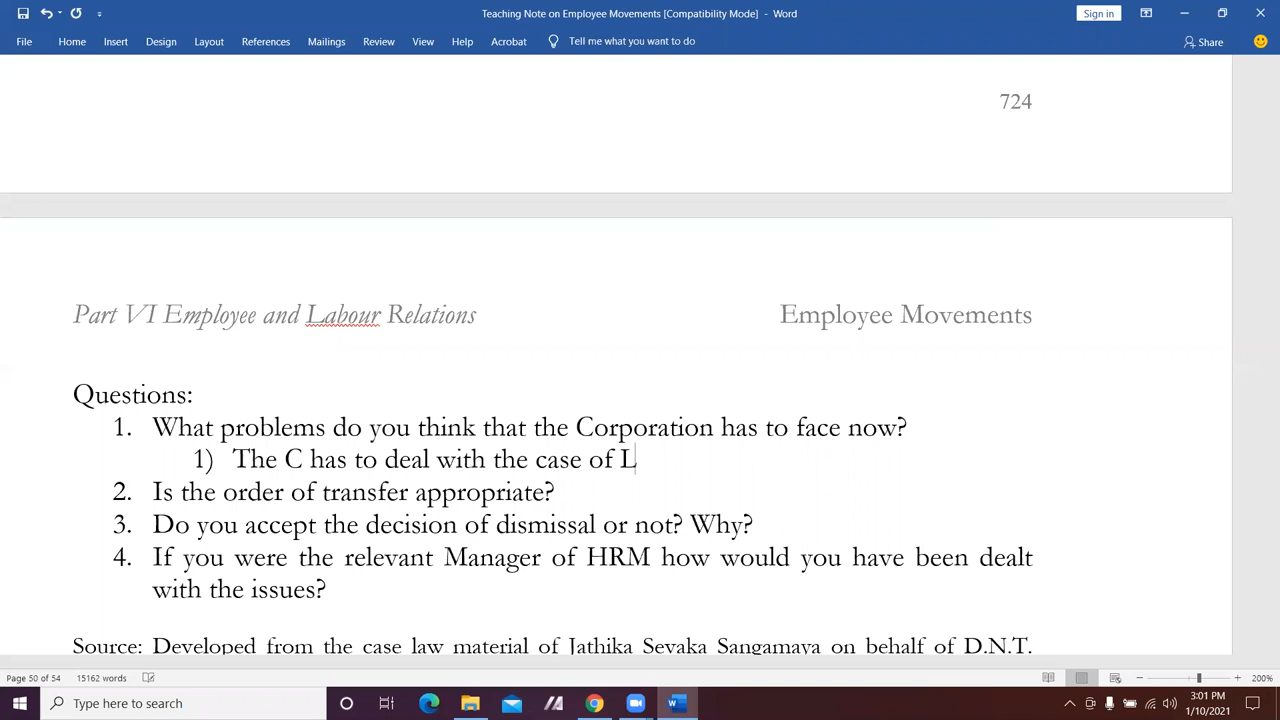 Teaching Note on Employee Movements [Compatibility Mode] - Word
Sign in
File Home Insert Design Layout References Mailings Review View Help Acrobat Tell me what you want to do
Share
724
Part VI Employee and Labour Relations Employee Movements
Questions:
1. What problems do you think that the Corporation has to face now?
1) The C has to deal with the case of L
2. Is the order of transfer appropriate?
3. Do you accept the decision of dismissal or not? Why?
4. If you were the relevant Manager of HRM how would you have been dealt
with the issues?
Source: Developed from the case law material of Jathika Sevaka Sangamaya on behalf of D.N.T.
Page 50 of 54 15162 words
200%
Type here to search
3:01 PM
1/10/2021